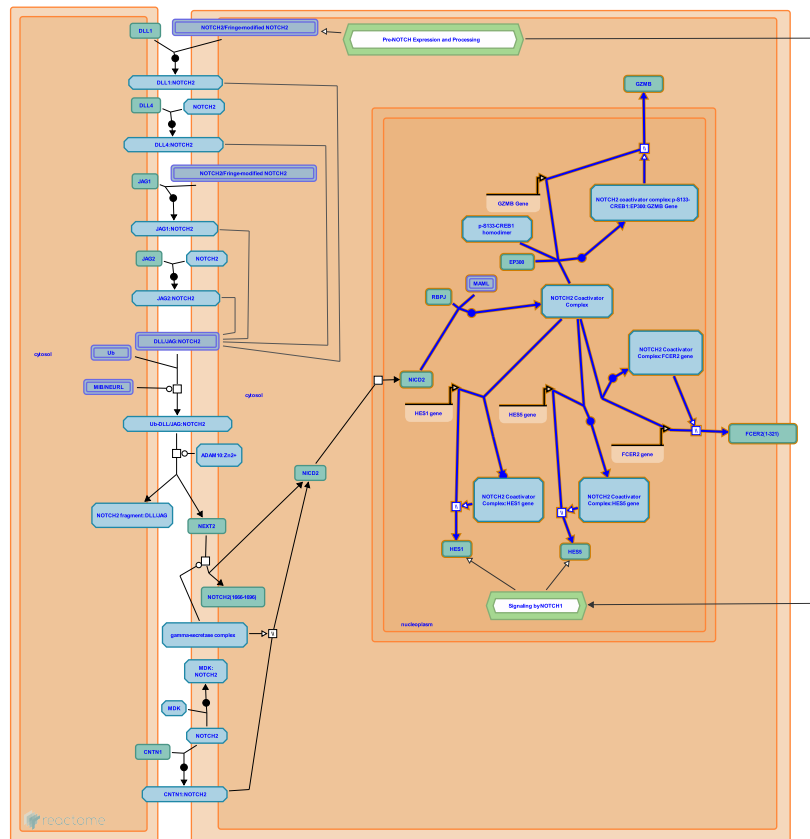 DLL1
NOTCH2/Fringe-modified NOTCH2
Pre-NOTCH Expression and Processing
DLL1:NOTCH2
GZMB
DLL4
NOTCH2
DLL4:NOTCH2
NOTCH2/Fringe-modified NOTCH2
JAG1
GZMB Gene
NOTCH2 coactivator complex:p-S133-
CREB1:EP300:GZMB Gene
JAG1:NOTCH2
p-S133-CREB1
homodimer
JAG2
NOTCH2
EP300
JAG2:NOTCH2
MAML
RBPJ
NOTCH2 Coactivator
Complex
DLL/JAG:NOTCH2
cytosol
Ub
NOTCH2 Coactivator
Complex:FCER2 gene
MIB/NEURL
NICD2
cytosol
HES1 gene
HES5 gene
Ub-DLL/JAG:NOTCH2
FCER2(1-321)
FCER2 gene
ADAM10:Zn2+
NICD2
NOTCH2 fragment:DLL/JAG
NOTCH2 Coactivator
Complex:HES1 gene
NOTCH2 Coactivator
Complex:HES5 gene
NEXT2
HES1
HES5
NOTCH2(1666-1696)
Signaling by NOTCH1
nucleoplasm
gamma-secretase complex
MDK:
NOTCH2
MDK
NOTCH2
CNTN1
CNTN1:NOTCH2
reactome